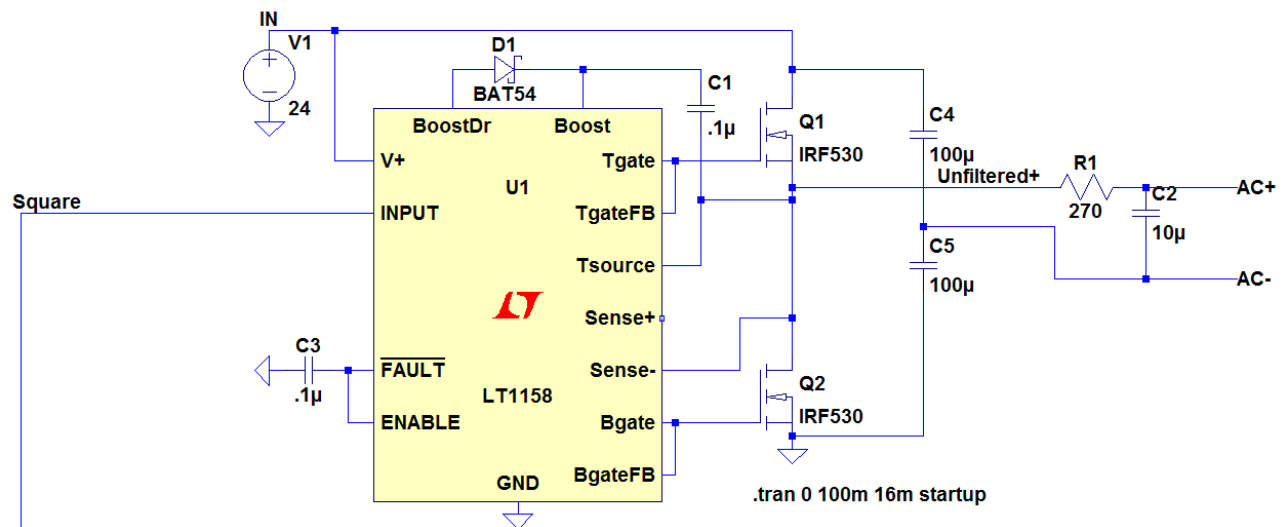 IN
V1
24
D1
BAT54
C1
.1µ
BoostDr
Boost
V+
Tgate
Q1
IRF530
C4
100µ
U1
Unfiltered+
R1
270
AC+
Square
INPUT
TgateFB
C2
10µ
Tsource
C5
100µ
AC-
Sense+
C3
.1µ
FAULT
Sense-
Q2
IRF530
LT1158
ENABLE
Bgate
BgateFB
GND
.tran 0 100m 16m startup